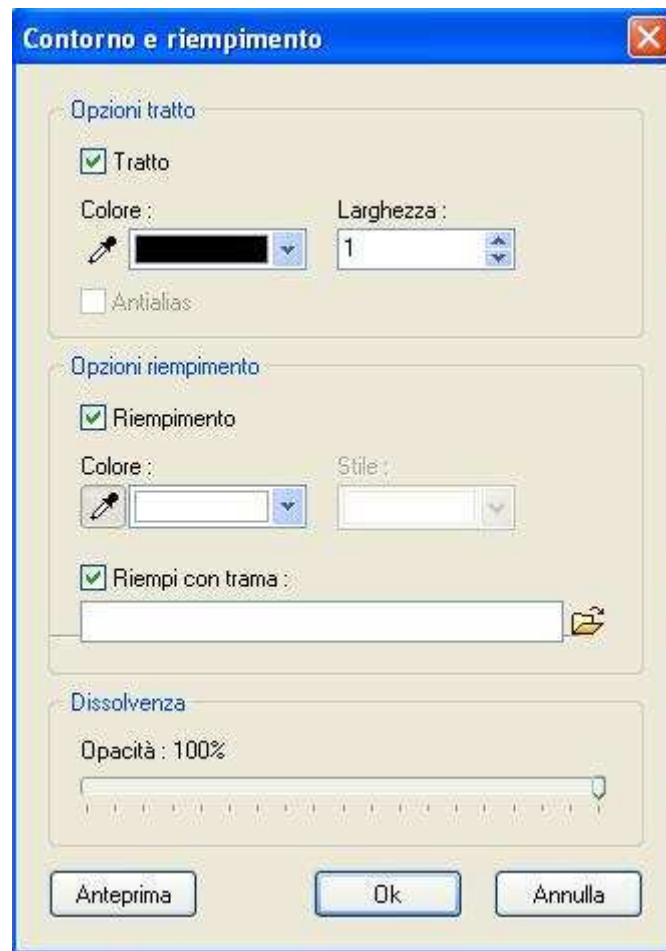 Contorno e riempimento
Opzioni tratto
Tratto
Colore : Larghezza :
1
Antialias
Opzioni riempimento
Riempimento
Colore : Stile :
Riempi con trama :
Dissolvenza
Opacità : 100%
Anteprima Ok Annulla